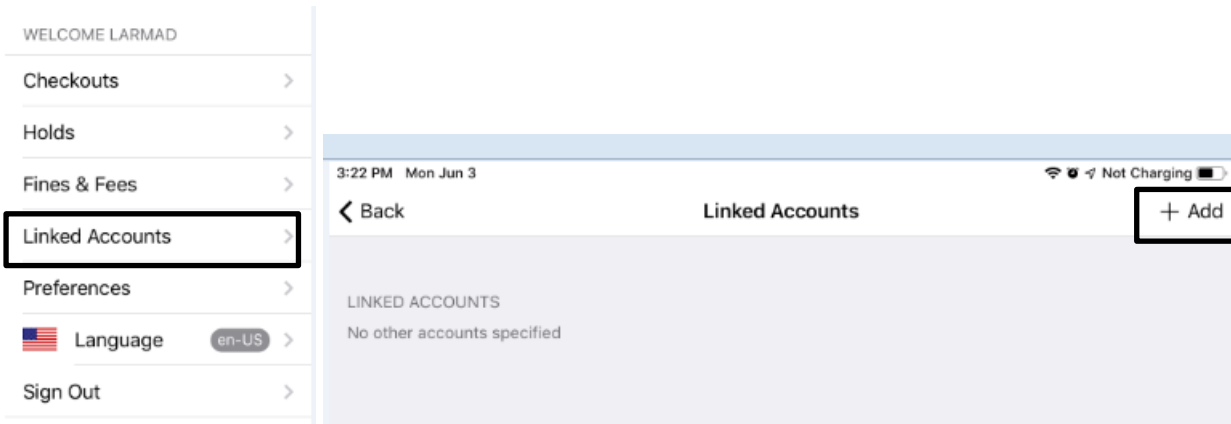 WELCOME LARMAD
Checkouts
Holds
Fines & Fees
Linked Accounts
Preferences
Language en-US
Sign Out
3:22 PM Mon Jun 3 Not Charging
Back Linked Accounts + Add
LINKED ACCOUNTS
No other accounts specified